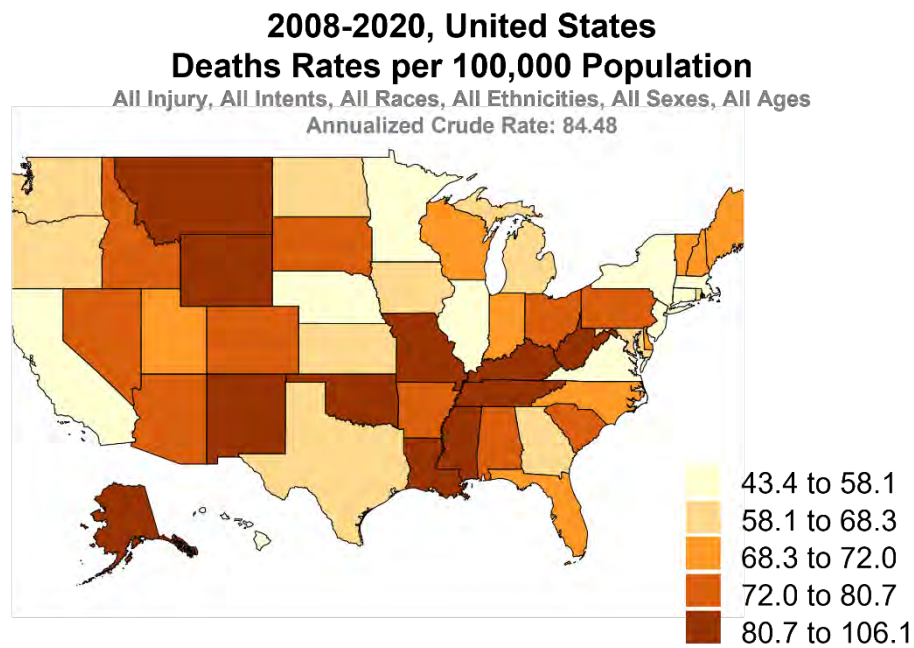 2008-2020, United States
Deaths Rates per 100,000 Population
All Injury, All Intents, All Races, All Ethnicities, All Sexes, All Ages
Annualized Crude Rate: 84.48
43.4 to 58.1
58.1 to 68.3
68.3 to 72.0
72.0 to 80.7
80.7 to 106.1